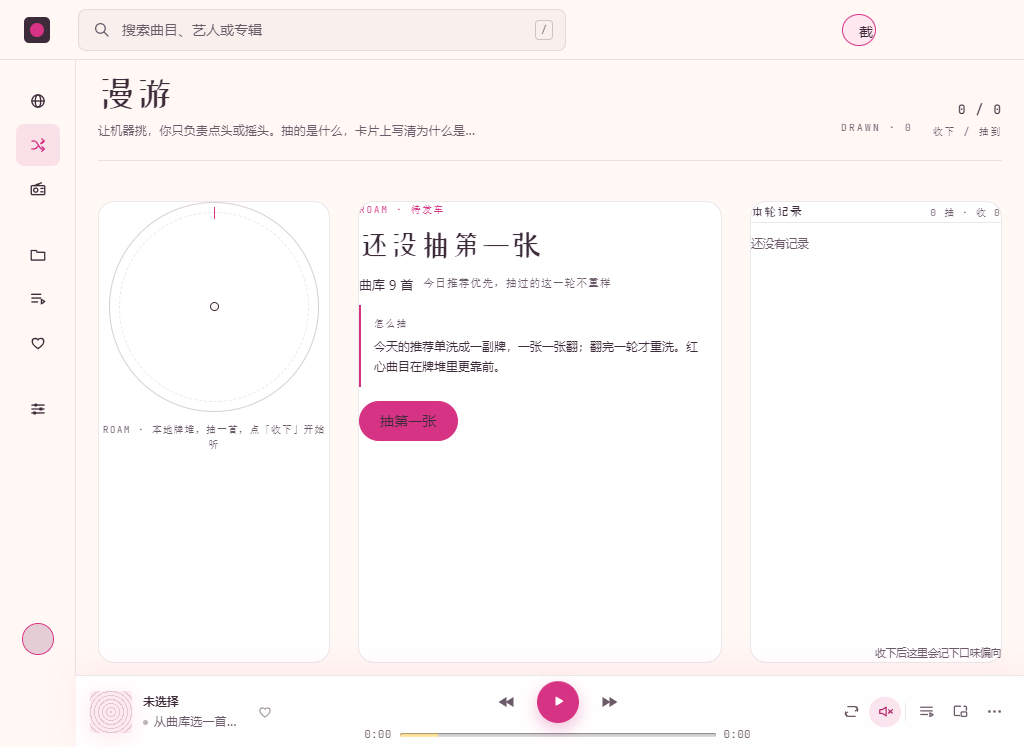 搜索曲目、艺人或专辑
/
截
漫游
让机器挑，你只负责点头或摇头。抽的是什么，卡片上写清为什么是...
DRAWN · 0
0 / 0
收下 / 抽到
ROAM · 本地牌堆，抽一首，点「收下」开始
听
ROAM · 待发车
还没抽第一张
曲库 9 首 今日推荐优先，抽过的这一轮不重样
怎么抽
今天的推荐单洗成一副牌，一张一张翻；翻完一轮才重洗。红
心曲目在牌堆里更靠前。
抽第一张
本轮记录
0 抽 · 收 0
还没有记录
收下后这里会记下口味偏向
未选择
从曲库选一首...
0:00
0:00